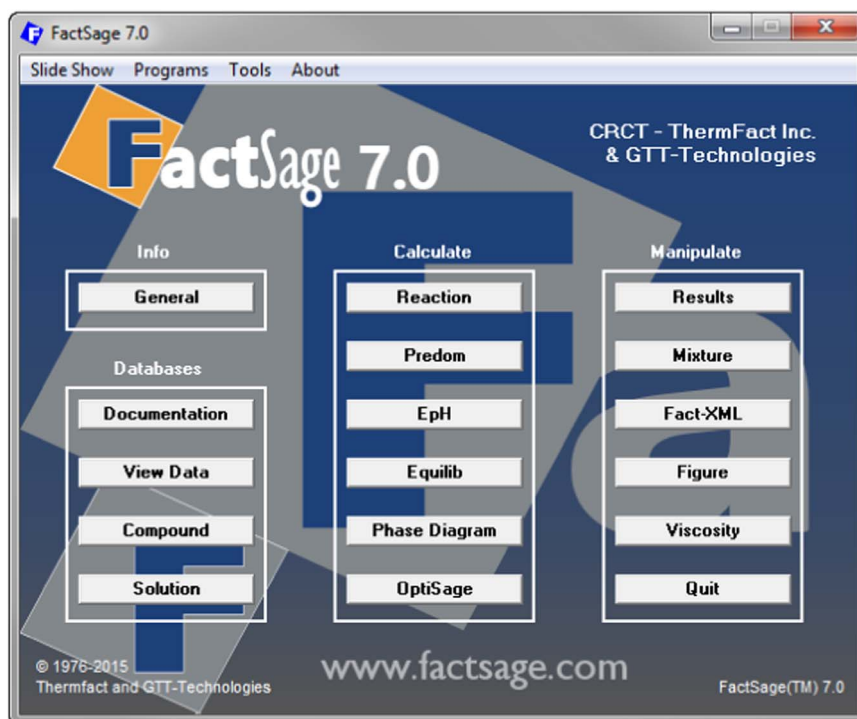 FactSage 7.0
Slide Show Programs Tools About
FactSage 7.0
CRCT - ThermFact Inc.
& GTT-Technologies
Info
General
Databases
Documentation
View Data
Compound
Solution
Calculate
Reaction
Predom
EpH
Equilib
Phase Diagram
OptiSage
Manipulate
Results
Mixture
Fact-XML
Figure
Viscosity
Quit
© 1976-2015
Thermfact and GTT-Technologies
www.factsage.com
FactSage(TM) 7.0